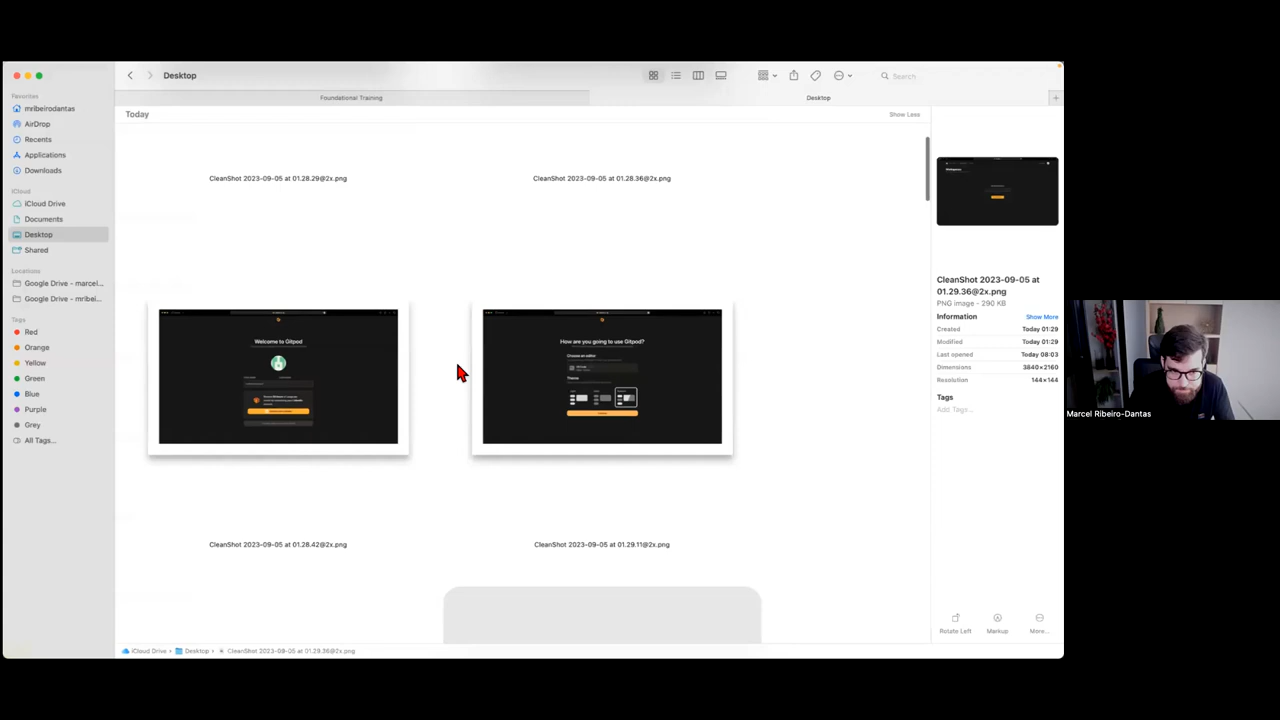 Desktop
Search
Foundational Training
Desktop
Favorites
mribeirodantas
AirDrop
Recents
Applications
Downloads
iCloud
iCloud Drive
Documents
Desktop
Shared
Locations
Google Drive - marcel...
Google Drive - mribei...
Tags
Red
Orange
Yellow
Green
Blue
Purple
Grey
All Tags...
Today
Show Less
CleanShot 2023-09-05 at 01.28.29@2x.png
CleanShot 2023-09-05 at 01.28.36@2x.png
Welcome to Gitpod
How are you going to use Gitpod?
Choose an editor
Theme
CleanShot 2023-09-05 at 01.28.42@2x.png
CleanShot 2023-09-05 at 01.29.11@2x.png
CleanShot 2023-09-05 at
01.29.36@2x.png
PNG image - 290 KB
Information
Show More
Created Today 01:29
Modified Today 01:29
Last opened Today 08:03
Dimensions 3840×2160
Resolution 144×144
Tags
Add Tags...
Rotate Left
Markup
More...
iCloud Drive
Desktop
CleanShot 2023-09-05 at 01.29.36@2x.png
Marcel Ribeiro-Dantas